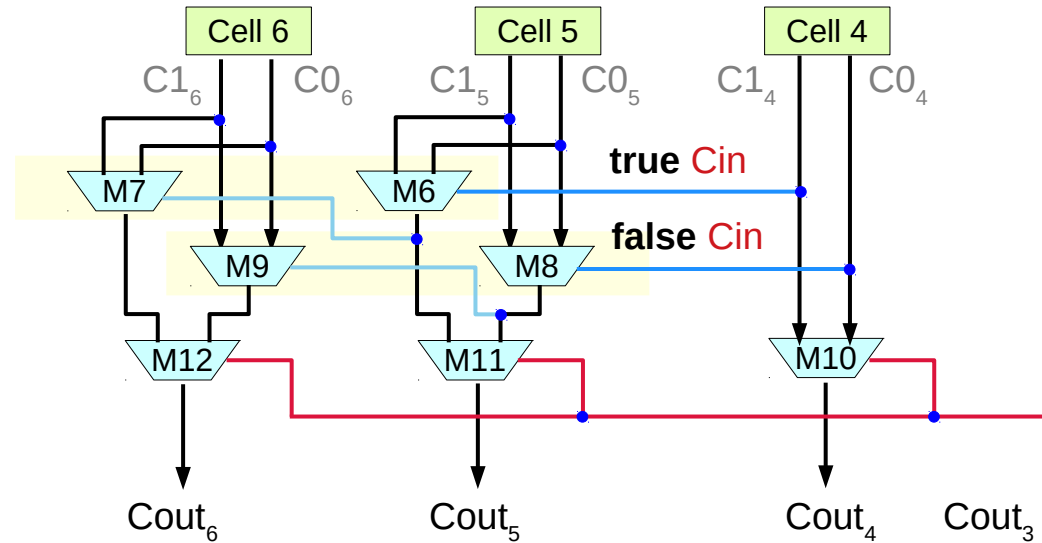 Cell 6 Cell 5 Cell 4
C1₆ C0₆ C1₅ C0₅ C1₄ C0₄
true Cin
M7 M6
false Cin
M9 M8
M12 M11 M10
Cout₆ Cout₅ Cout₄ Cout₃